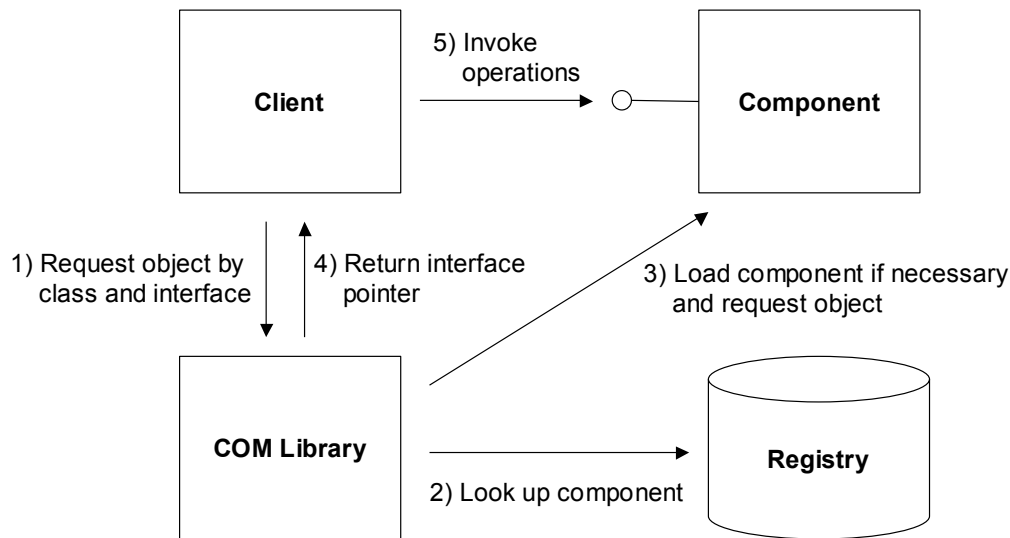 5) Invoke
operations
Client
Component
1) Request object by
class and interface
4) Return interface
pointer
3) Load component if necessary
and request object
COM Library
Registry
2) Look up component